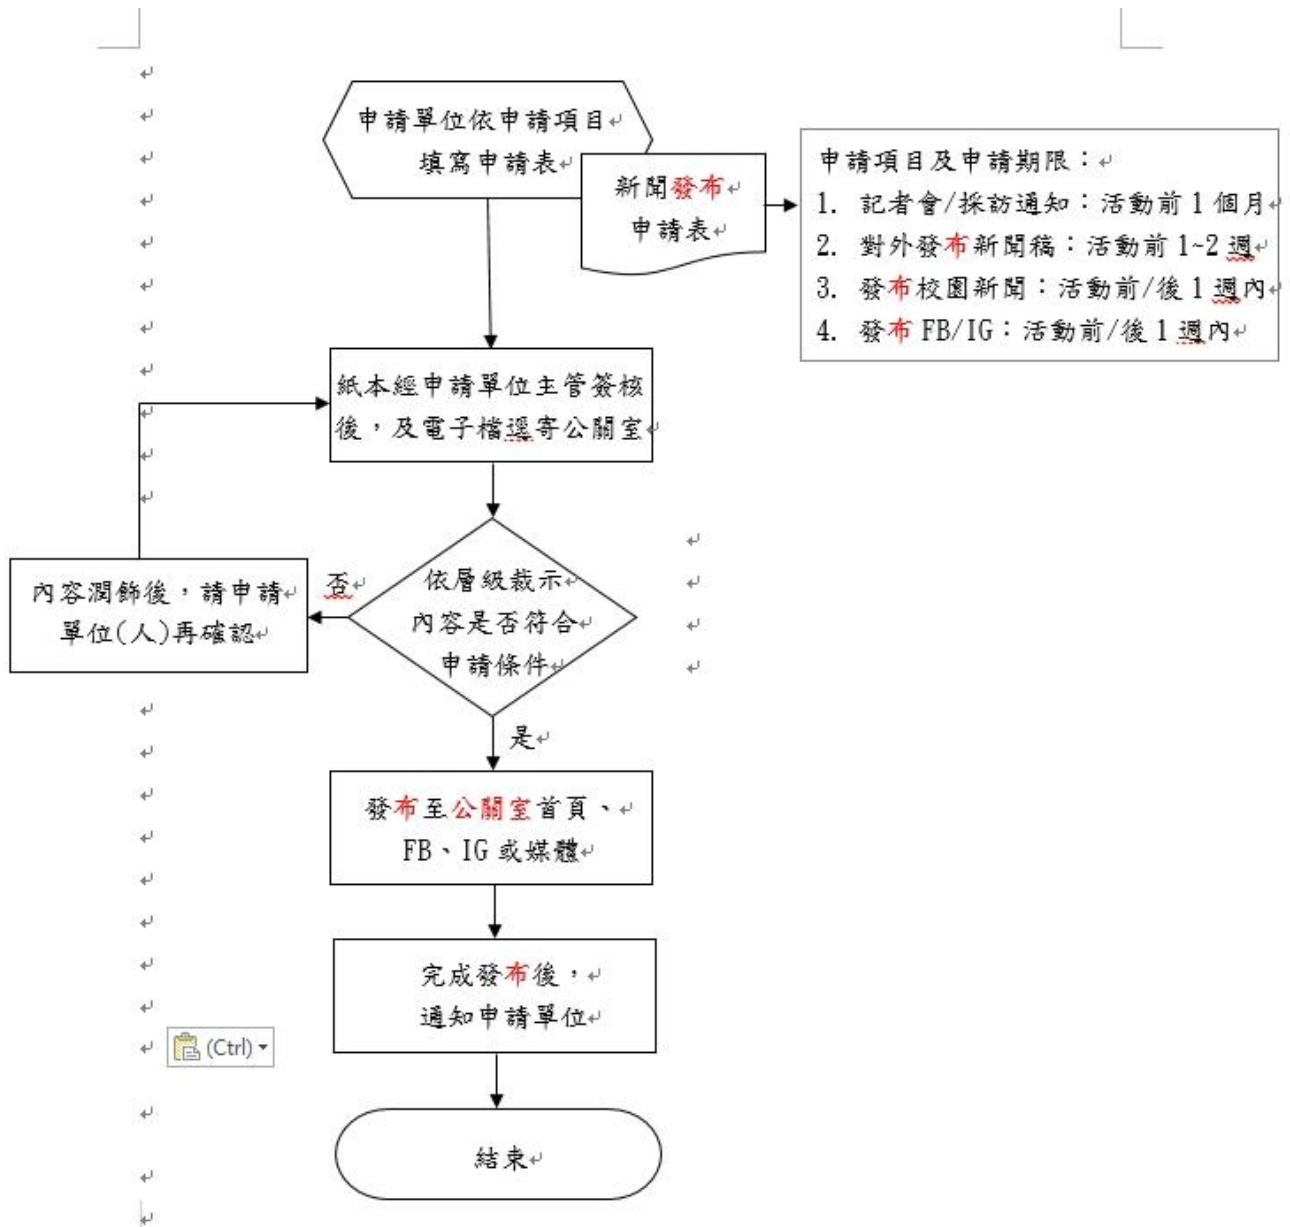 申請單位依申請項目
填寫申請表
新聞發布
申請表
申請項目及申請期限：
1. 記者會/採訪通知：活動前1個月
2. 對外發布新聞稿：活動前1~2週
3. 發布校園新聞：活動前/後1週內
4. 發布FB/IG：活動前/後1週內
紙本經申請單位主管簽核
後，及電子檔逕寄公關室
內容潤飾後，請申請
單位(人)再確認
否
依層級裁示
內容是否符合
申請條件
是
發布至公關室首頁、
FB、IG或媒體
完成發布後，
通知申請單位
(Ctrl)
結束